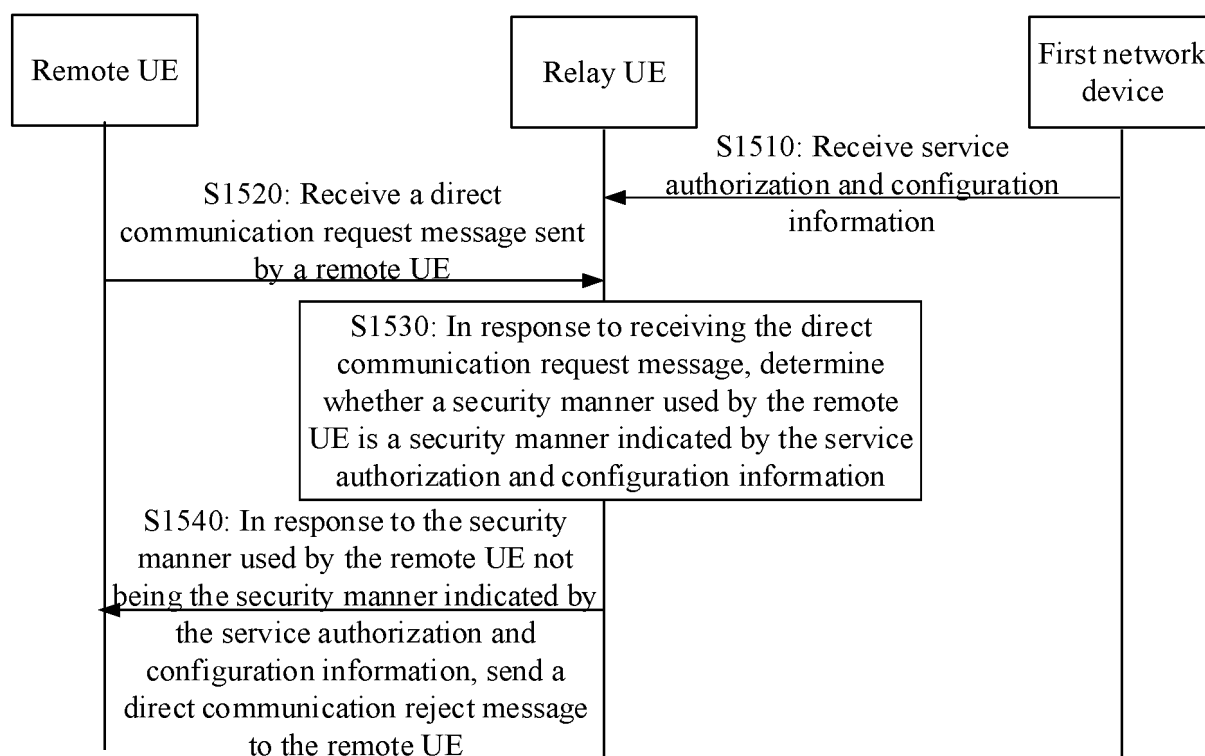 Remote UE
Relay UE
First network
device
S1510: Receive service
authorization and configuration
information
S1520: Receive a direct
communication request message sent
by a remote UE
S1530: In response to receiving the direct
communication request message, determine
whether a security manner used by the remote
UE is a security manner indicated by the service
authorization and configuration information
S1540: In response to the security
manner used by the remote UE not
being the security manner indicated by
the service authorization and
configuration information, send a
direct communication reject message
to the remote UE